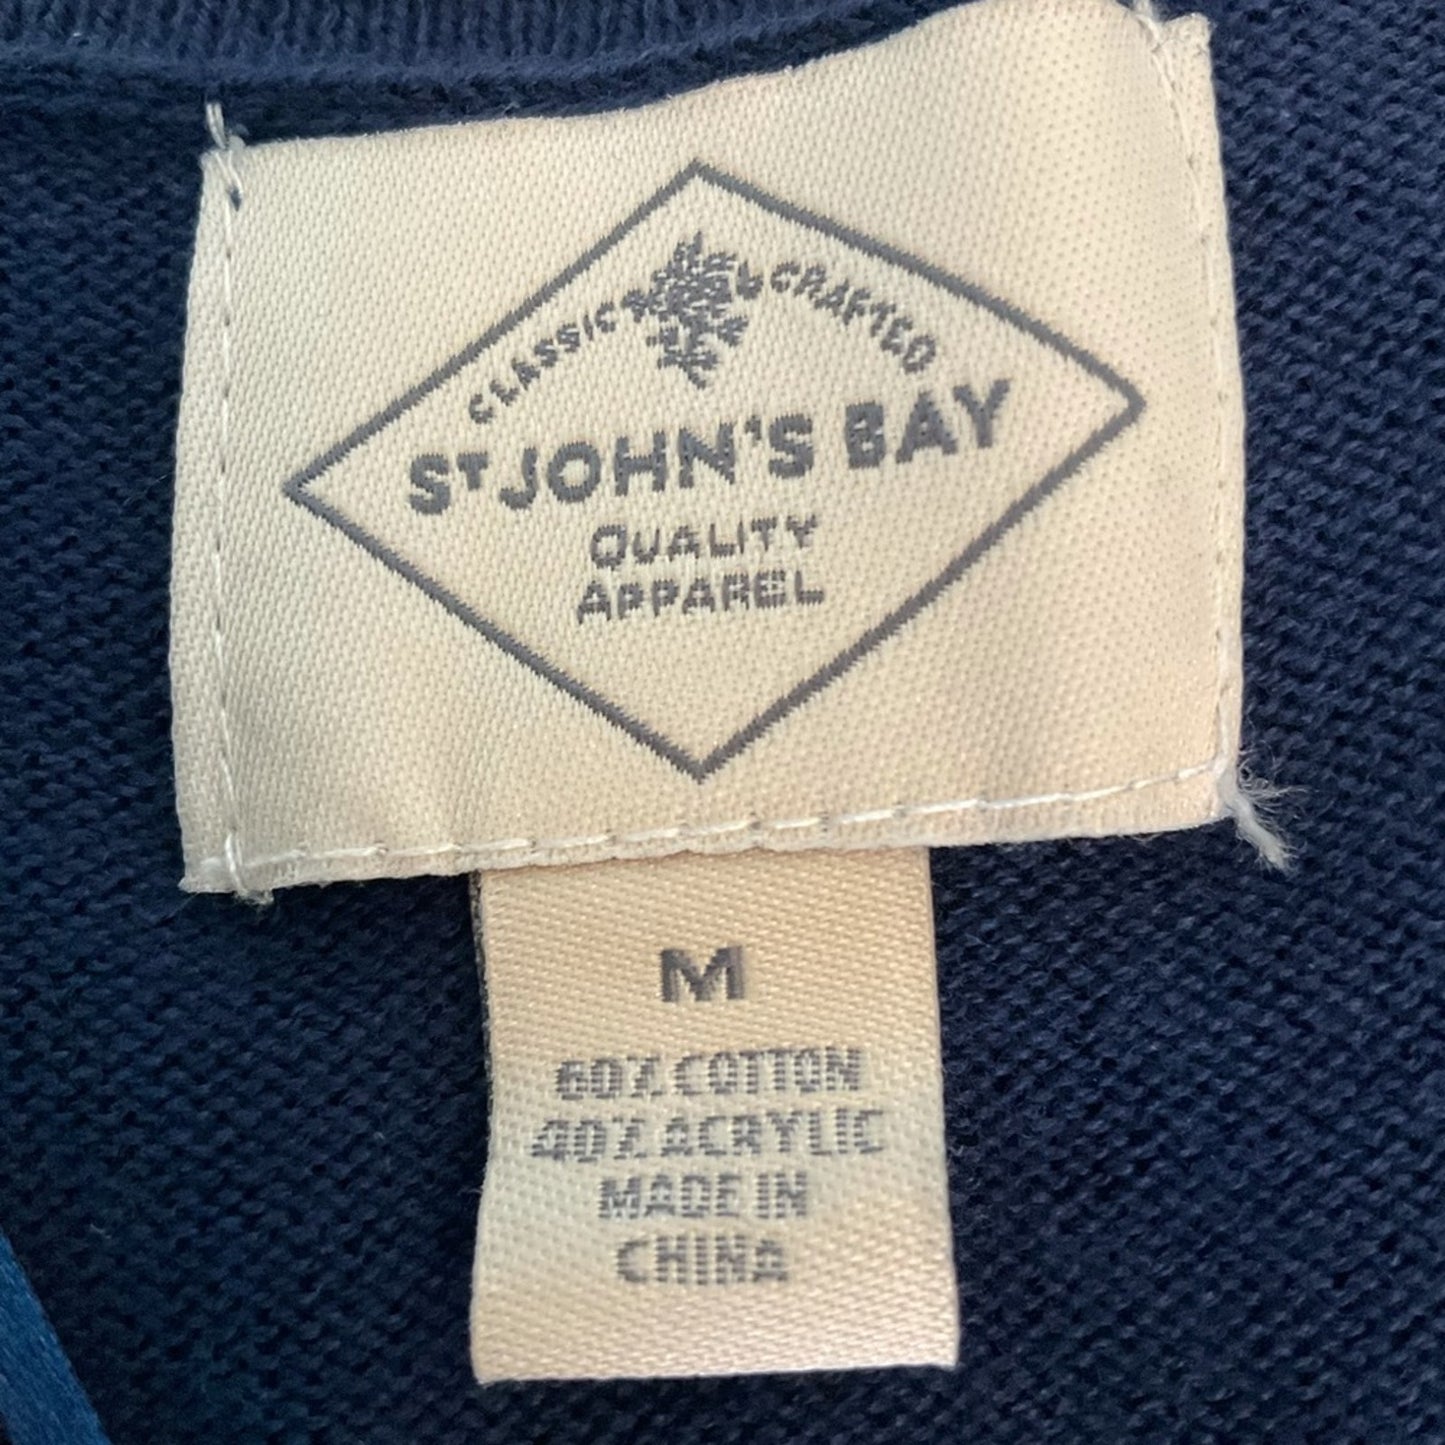 CLASSIC CRAFTED
ST JOHN'S BAY
QUALITY
APPAREL
M
60% COTTON
40% ACRYLIC
MADE IN
CHINA